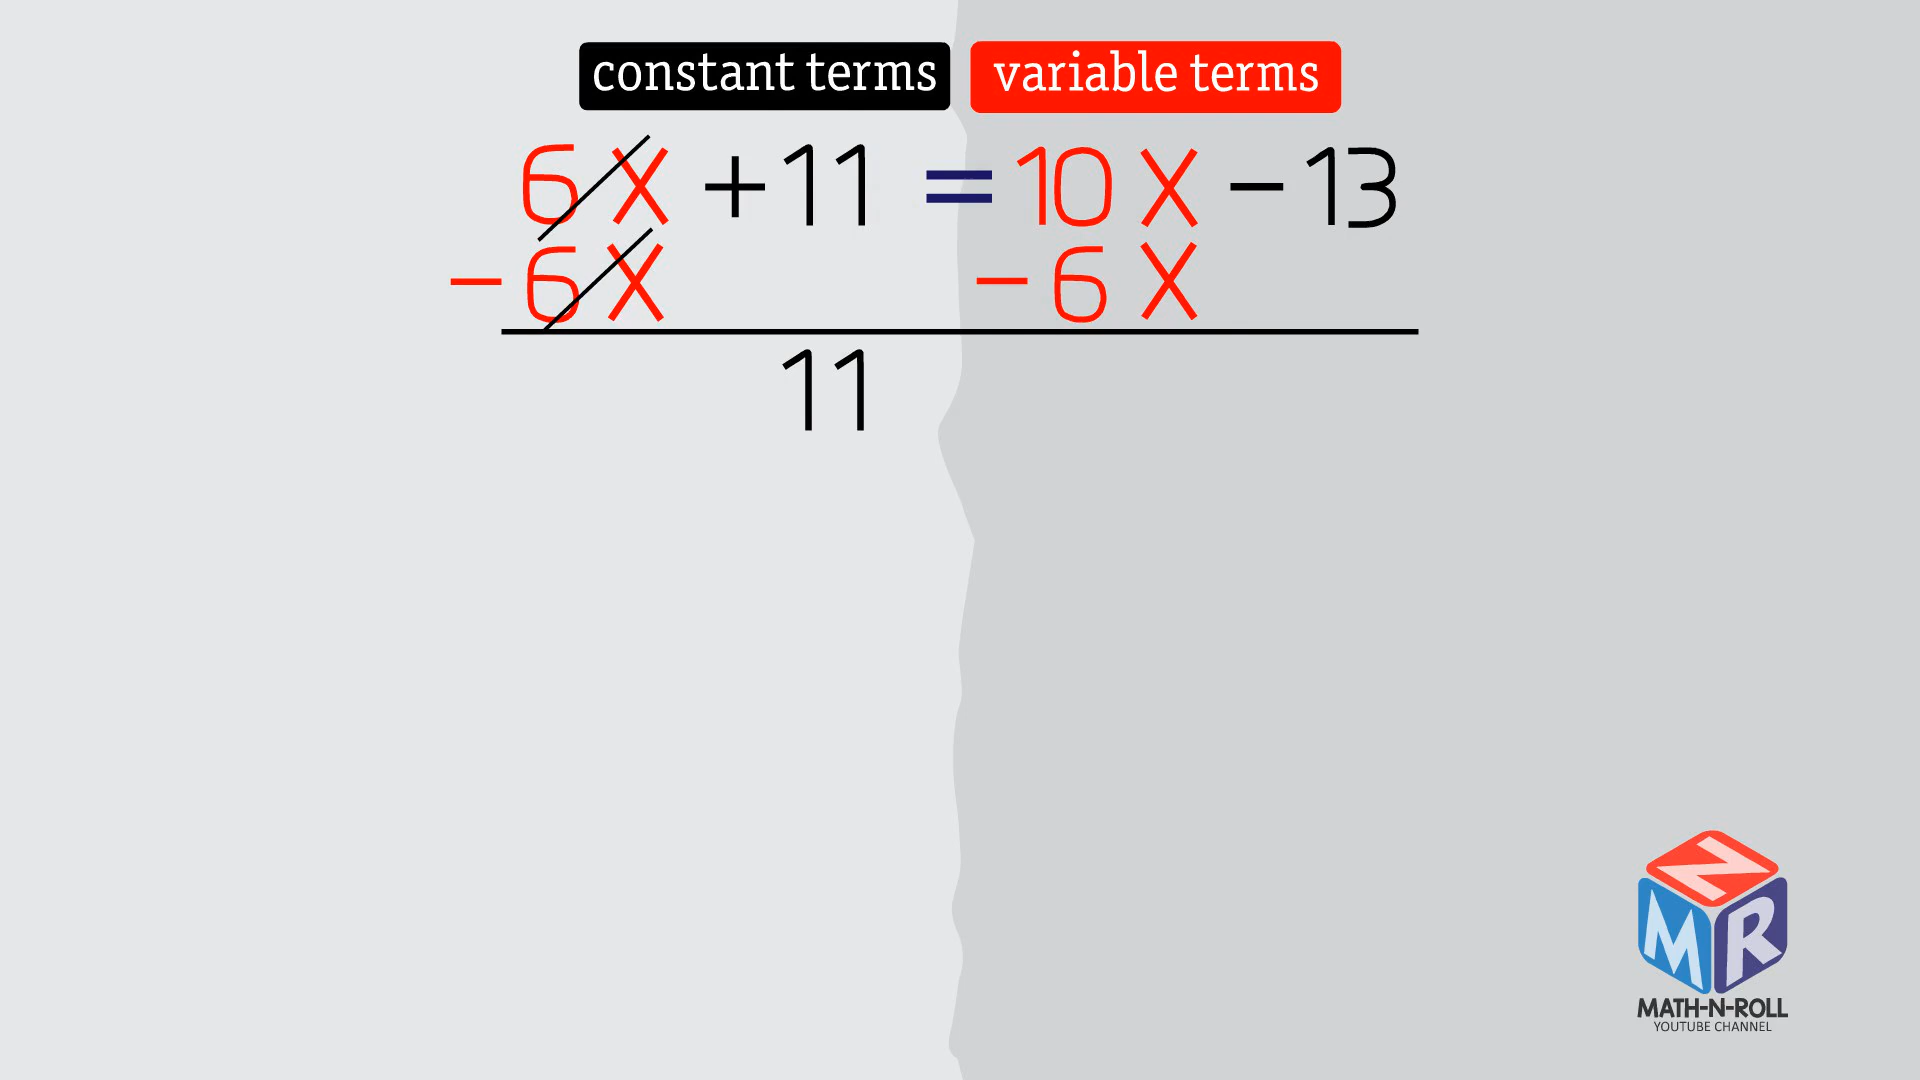 constant terms variable terms
6x + 11 = 10x - 13
- 6x - 6x
11
M N R
MATH-N-ROLL
YOUTUBE CHANNEL